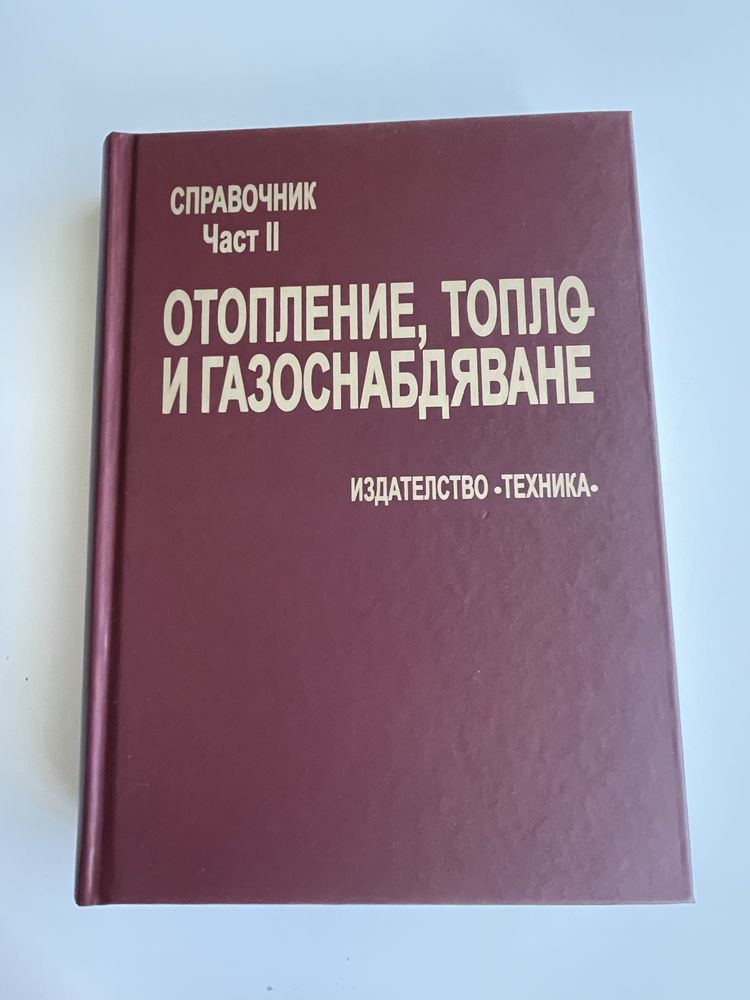 СПРАВОЧНИК
Част II
ОТОПЛЕНИЕ, ТОПЛО-
И ГАЗОСНАБДЯВАНЕ
ИЗДАТЕЛСТВО •ТЕХНИКА•